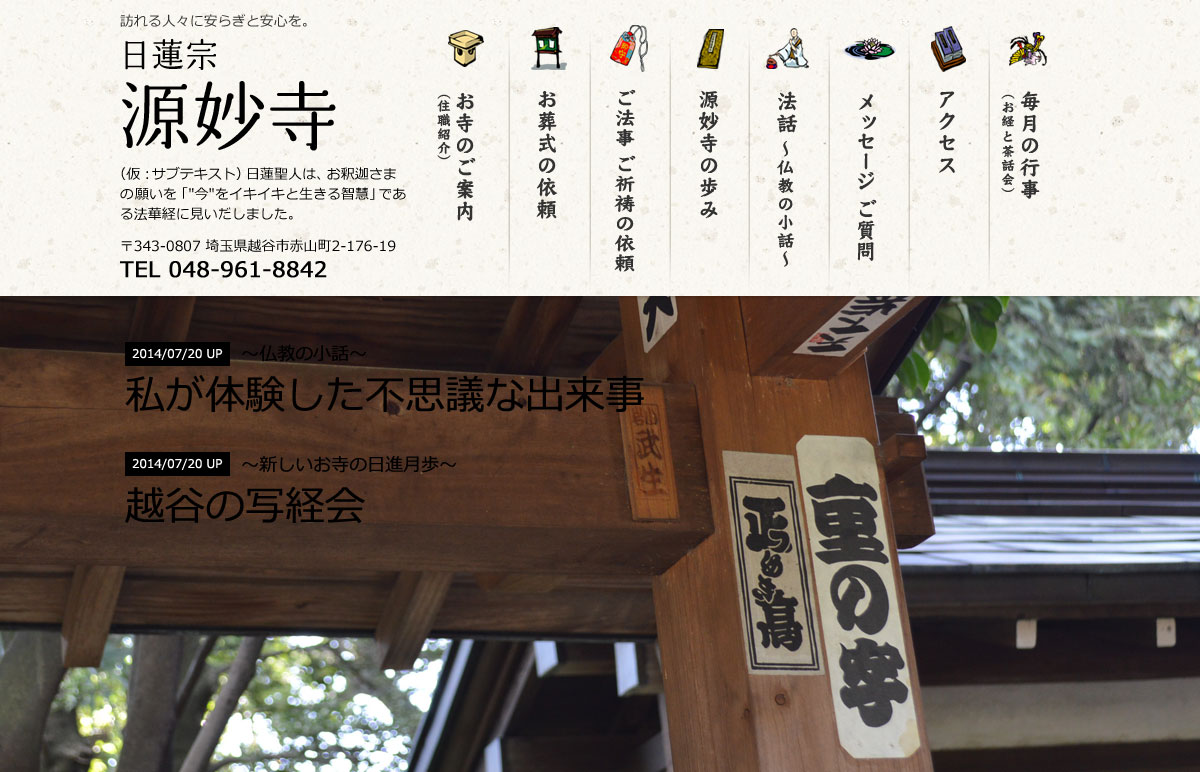 訪れる人々に安らぎと安心を。
日蓮宗
源妙寺
（仮：サブテキスト）日蓮聖人は、お釈迦さま
の願いを「"今"をイキイキと生きる智慧」であ
る法華経に見いだしました。
〒343-0807 埼玉県越谷市赤山町2-176-19
TEL 048-961-8842
お寺のご案内
（住職紹介）
お葬式の依頼
ご法事 ご祈祷の依頼
源妙寺の歩み
法話 ～仏教の小話～
メッセージ ご質問
アクセス
毎月の行事
（お経と茶話会）
2014/07/20 UP ～仏教の小話～
私が体験した不思議な出来事
2014/07/20 UP ～新しいお寺の日進月歩～
越谷の写経会
武生